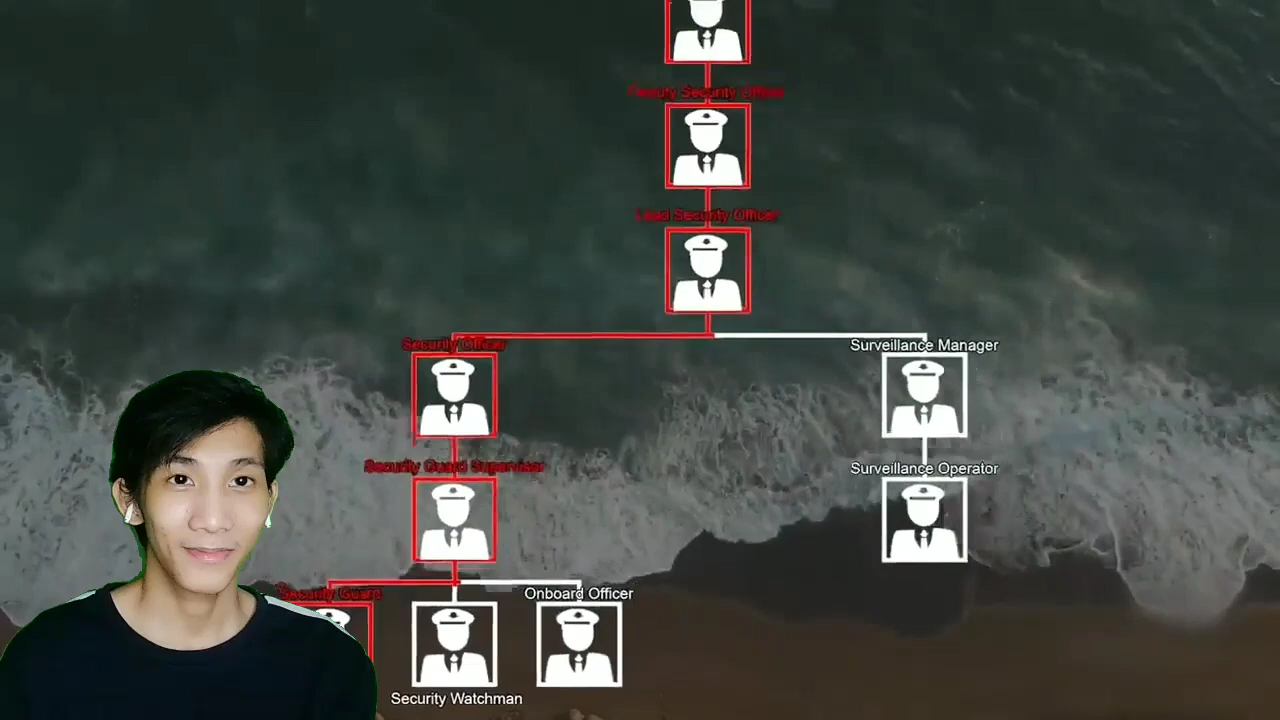 Deputy Security Officer
Lead Security Officer
Security Officer
Surveillance Manager
Security Guard Supervisor
Surveillance Operator
Security Guard
Onboard Officer
Security Watchman